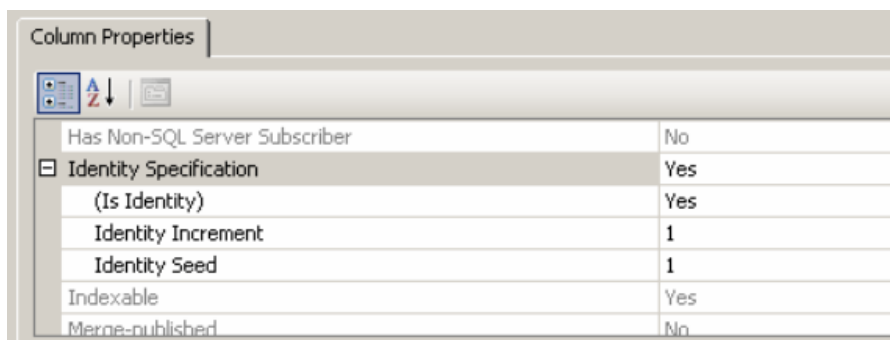 Column Properties
Has Non-SQL Server Subscriber No
Identity Specification Yes
(Is Identity) Yes
Identity Increment 1
Identity Seed 1
Indexable Yes
Merge-published No